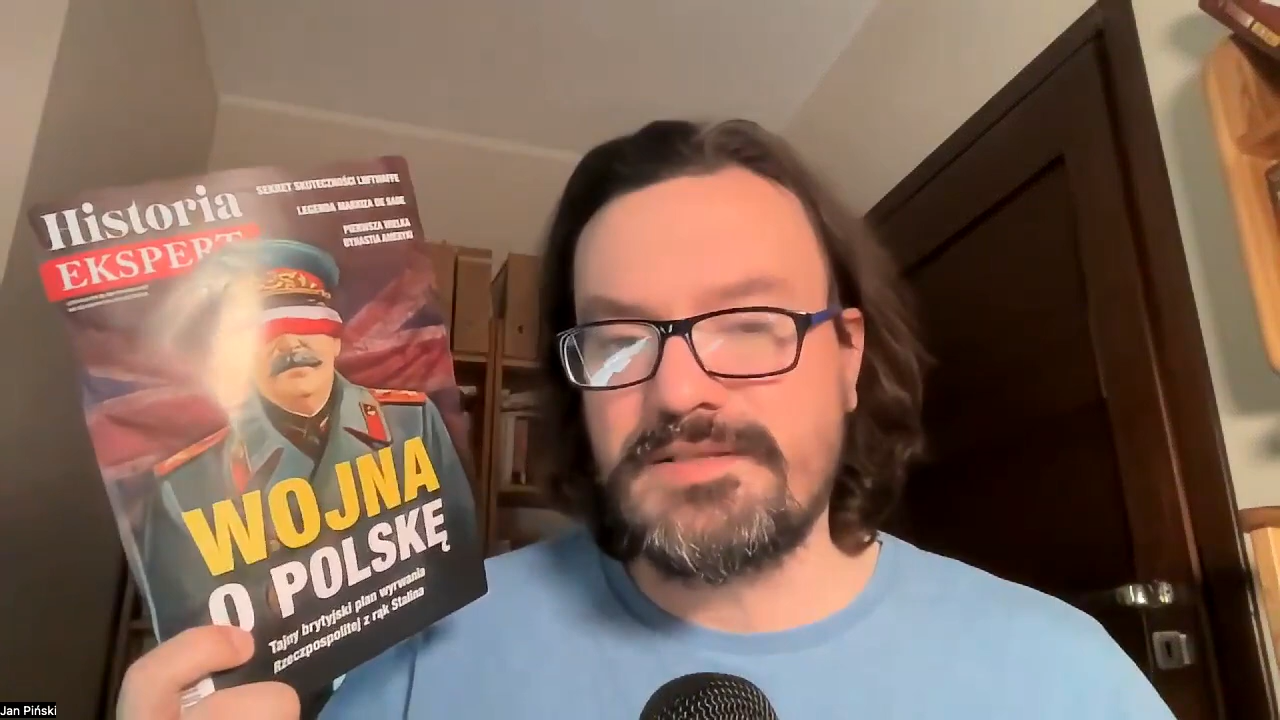 Historia
EKSPERT
SEKRET SKUTECZNOŚCI LUFTWAFFE
LEGENDA MARKIZA DE SADE
PIERWSZA WIELKA
DYNASTIA AMERYKI
WOJNA
O POLSKĘ
Tajny brytyjski plan wyrwania
Rzeczpospolitej z rąk Stalina
Jan Piński